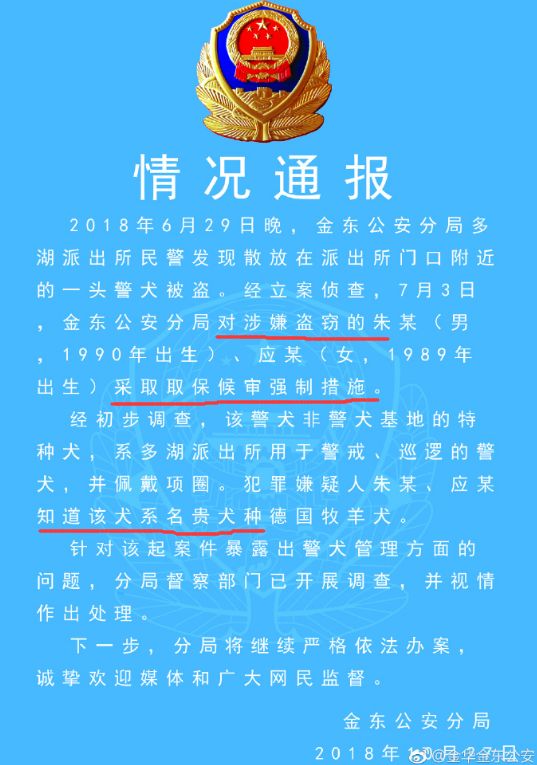 情况通报
2018年6月29日晚，金东公安分局多
湖派出所民警发现散放在派出所门口附近
的一头警犬被盗。经立案侦查，7月3日
，金东公安分局对涉嫌盗窃的朱某（男
，1990年出生）、应某（女，1989年
出生）采取取保候审强制措施。
经初步调查，该警犬非警犬基地的特
种犬，系多湖派出所用于警戒、巡逻的警
犬，并佩戴项圈。犯罪嫌疑人朱某、应某
知道该犬系名贵犬种德国牧羊犬。
针对该起案件暴露出警犬管理方面的
问题，分局督察部门已开展调查，并视情
作出处理。
下一步，分局将继续严格依法办案，
诚挚欢迎媒体和广大网民监督。
金东公安分局
2018年10月27日
@金华金东公安